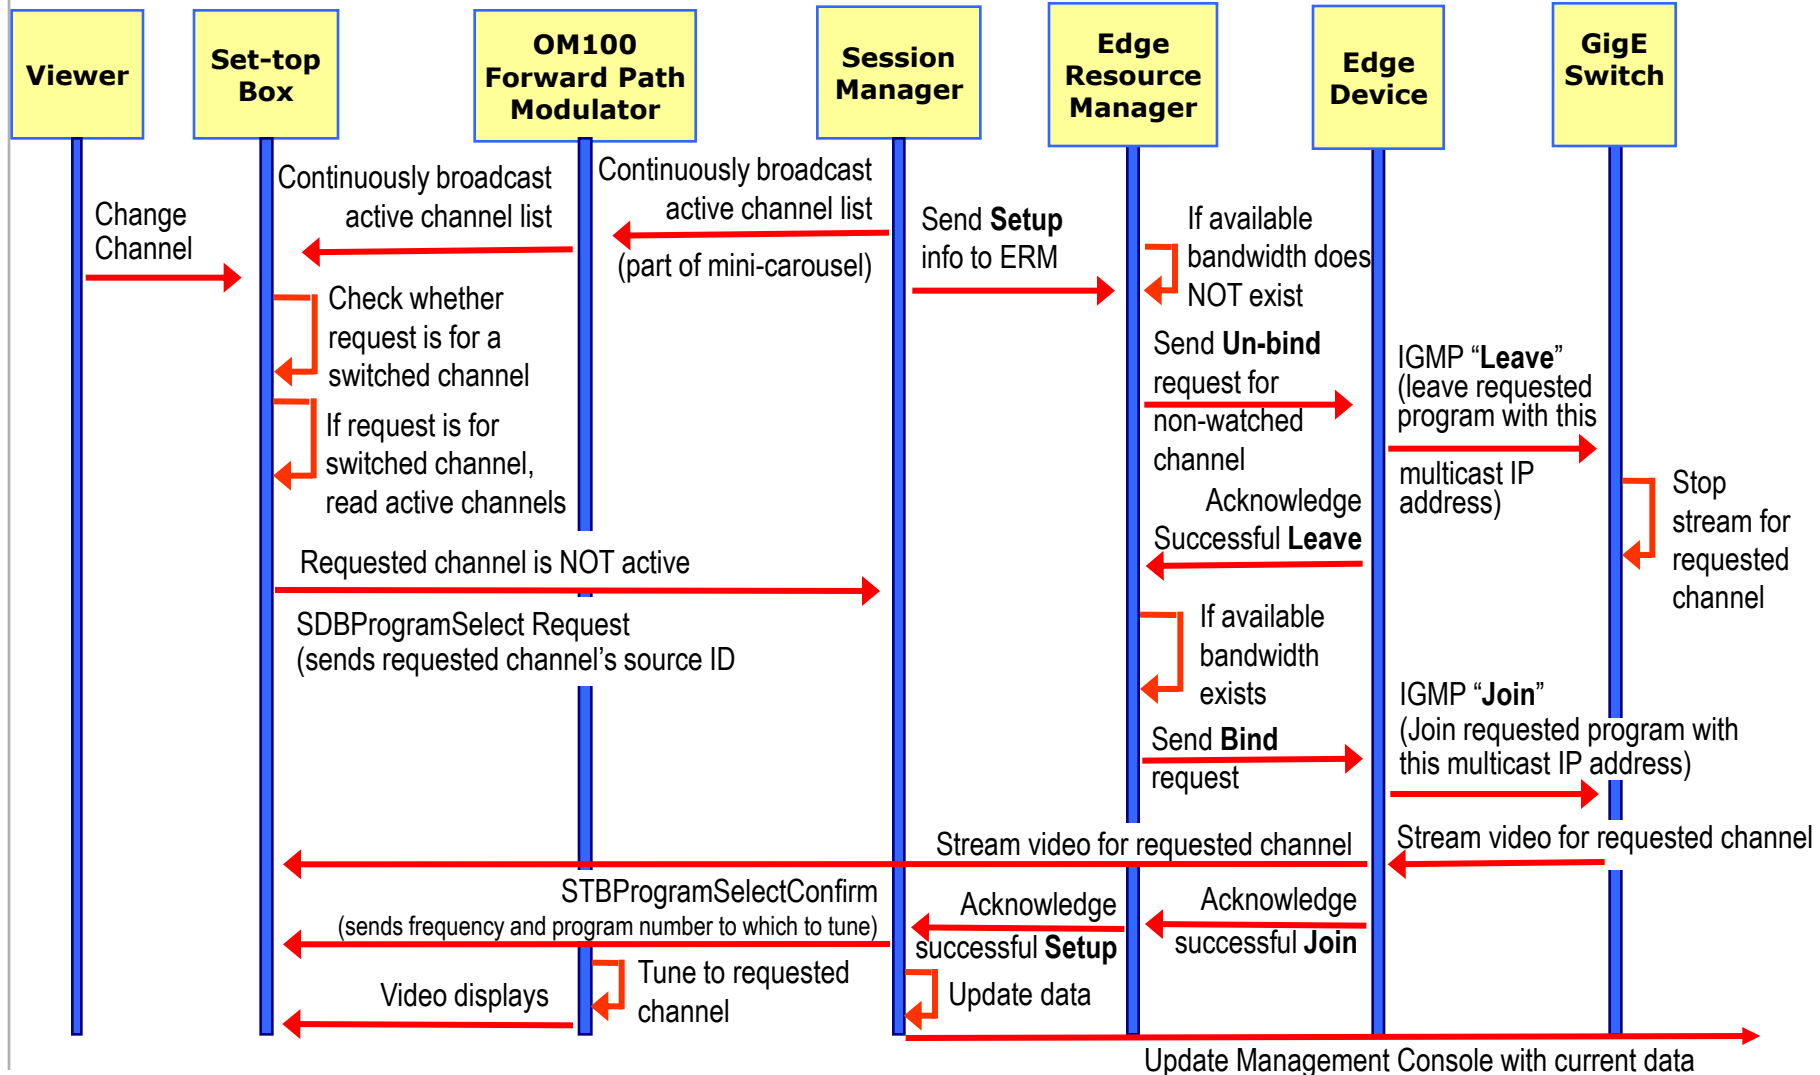 Viewer
Set-top
Box
OM100
Forward Path
Modulator
Session
Manager
Edge
Resource
Manager
Edge
Device
GigE
Switch
Change
Channel
Continuously broadcast
active channel list
Continuously broadcast
active channel list
(part of mini-carousel)
Send Setup
info to ERM
If available
bandwidth does
NOT exist
Check whether
request is for a
switched channel
If request is for
switched channel,
read active channels
Send Un-bind
request for
non-watched
channel
IGMP “Leave”
(leave requested
program with this
multicast IP
address)
Stop
stream for
requested
channel
Acknowledge
Successful Leave
Requested channel is NOT active
SDBProgramSelect Request
(sends requested channel’s source ID
If available
bandwidth
exists
Send Bind
request
IGMP “Join”
(Join requested program with
this multicast IP address)
Stream video for requested channel
Stream video for requested channel
STBProgramSelectConfirm
(sends frequency and program number to which to tune)
Acknowledge
successful Setup
Acknowledge
successful Join
Tune to requested
channel
Video displays
Update data
Update Management Console with current data